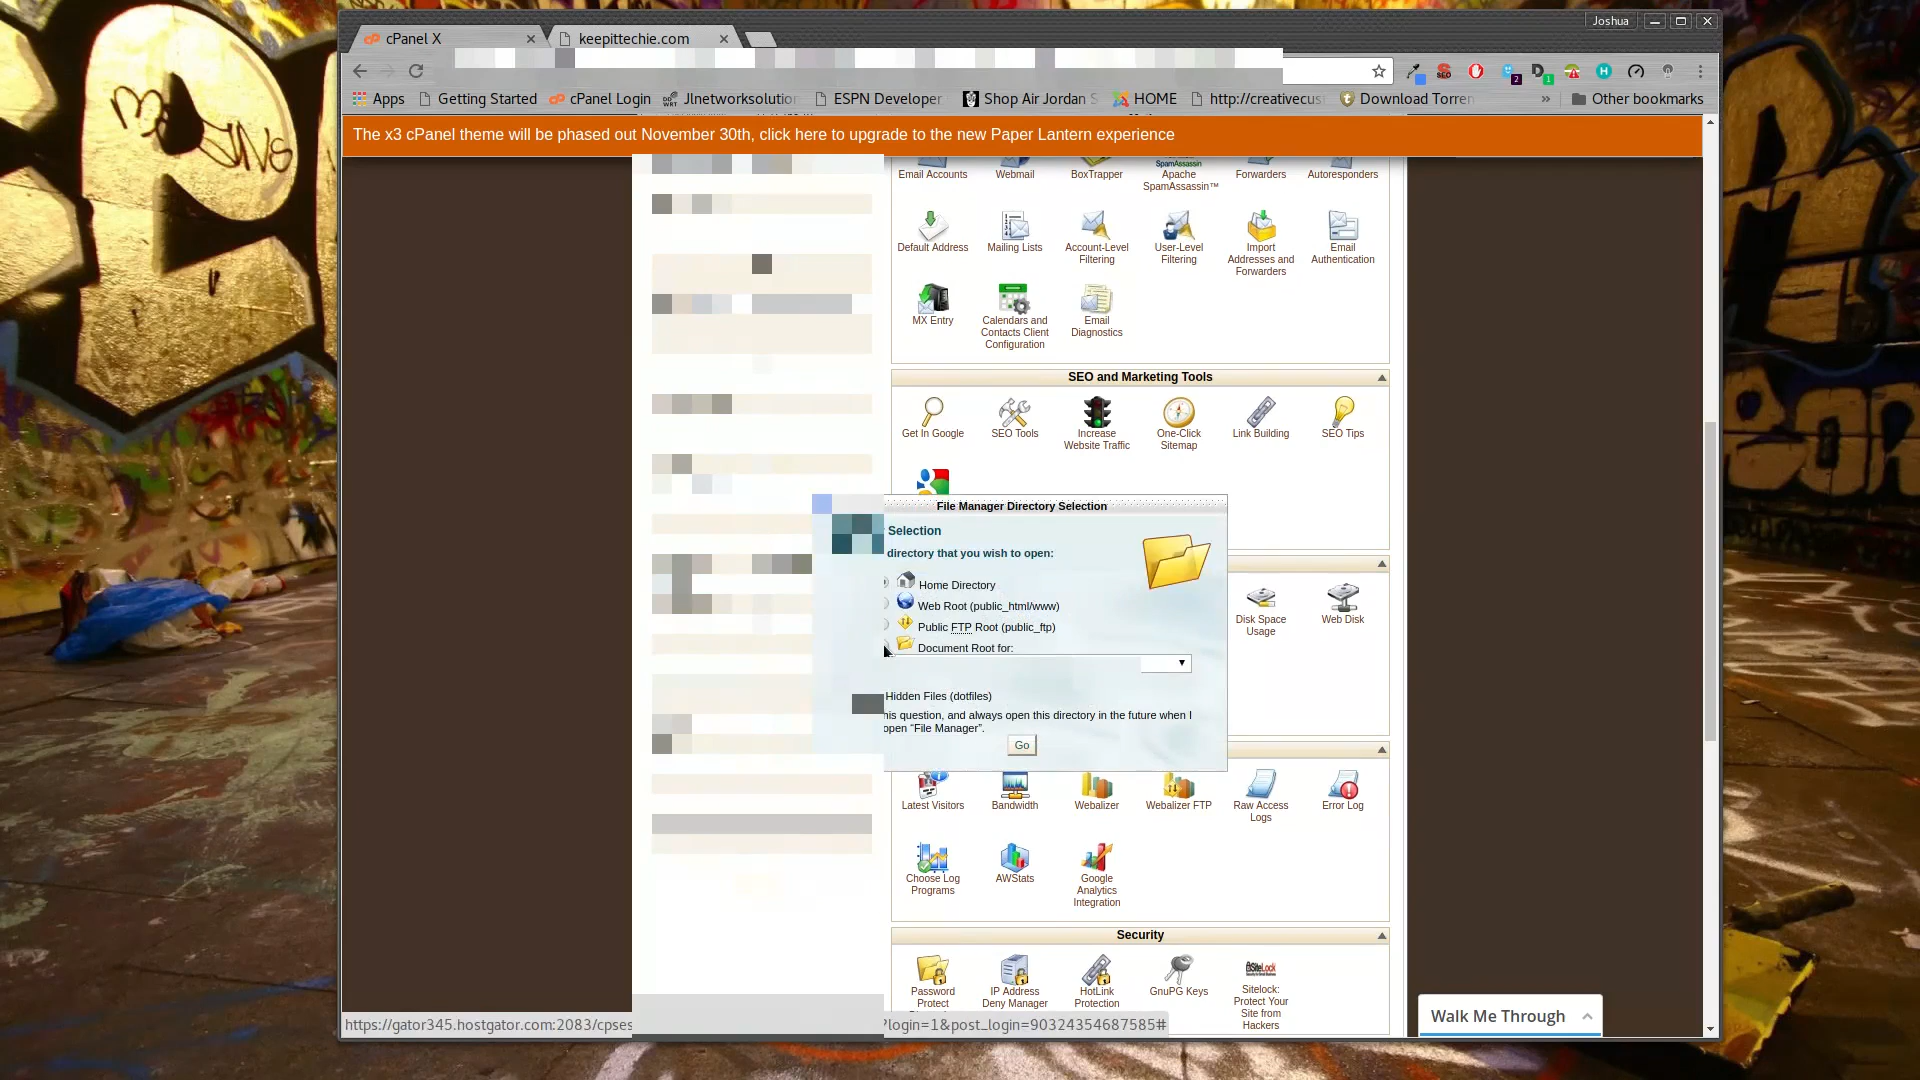 Joshua
cPanel X
keepittechie.com
Apps
Getting Started
cPanel Login
Jlnetworksolution
ESPN Developer
Shop Air Jordan S
HOME
http://creativecus
Download Torren
»
Other bookmarks
The x3 cPanel theme will be phased out November 30th, click here to upgrade to the new Paper Lantern experience
Email Accounts
Webmail
BoxTrapper
Apache
SpamAssassin™
Forwarders
Autoresponders
Default Address
Mailing Lists
Account-Level
Filtering
User-Level
Filtering
Import
Addresses and
Forwarders
Email
Authentication
MX Entry
Calendars and
Contacts Client
Configuration
Email
Diagnostics
SEO and Marketing Tools
Get In Google
SEO Tools
Increase
Website Traffic
One-Click
Sitemap
Link Building
SEO Tips
File Manager Directory Selection
Selection
directory that you wish to open:
Home Directory
Web Root (public_html/www)
Public FTP Root (public_ftp)
Document Root for:
Hidden Files (dotfiles)
his question, and always open this directory in the future when I
open “File Manager”.
Go
Disk Space
Usage
Web Disk
Latest Visitors
Bandwidth
Webalizer
Webalizer FTP
Raw Access
Logs
Error Log
Choose Log
Programs
AWStats
Google
Analytics
Integration
Security
Password
Protect
IP Address
Deny Manager
HotLink
Protection
GnuPG Keys
SiteLock
Sitelock:
Protect Your
Site from
Hackers
https://gator345.hostgator.com:2083/cpses
?login=1&post_login=90324354687585#
Walk Me Through